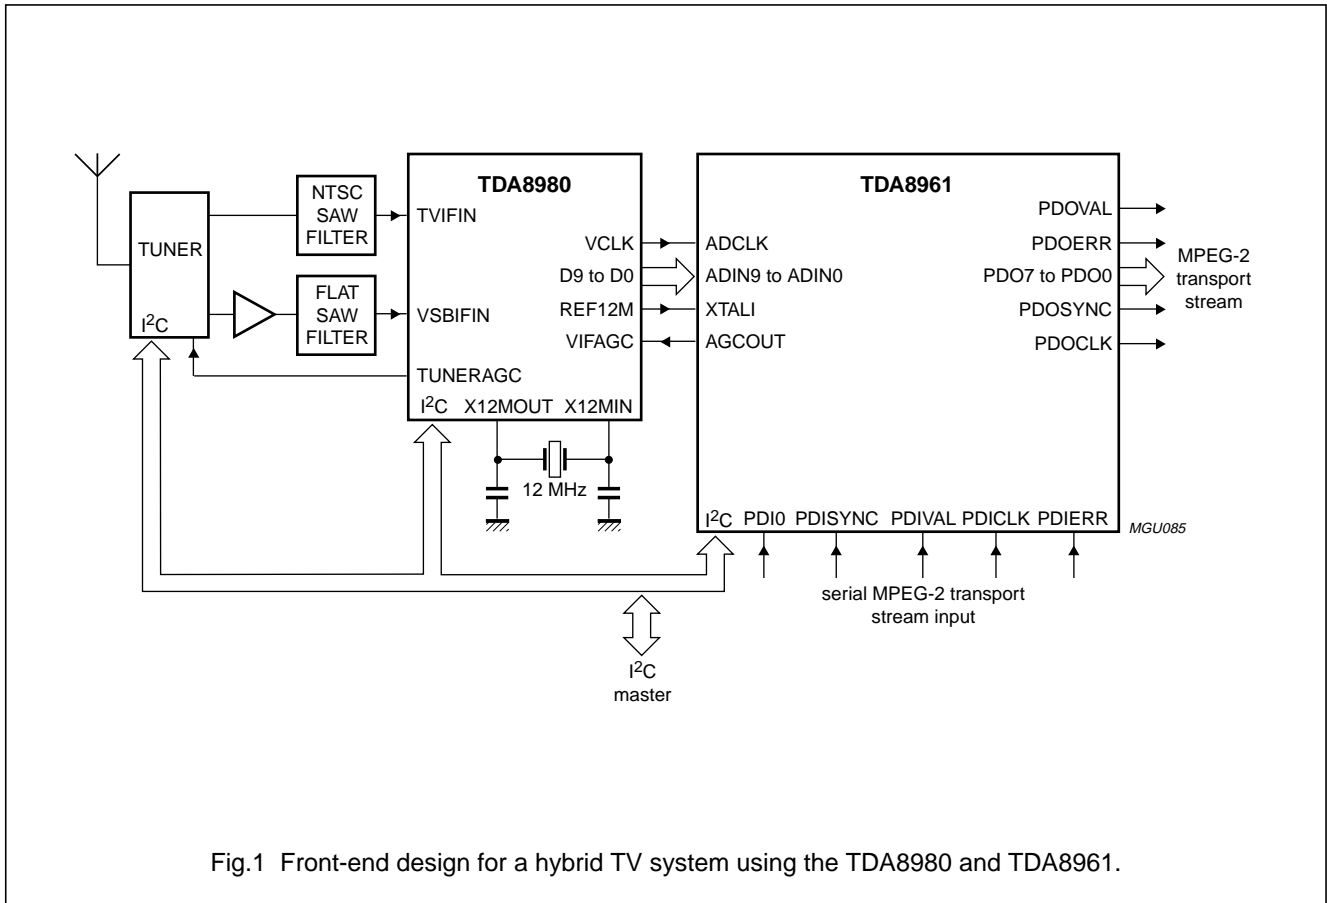 TDA8980
TDA8961
NTSC
SAW
FILTER
TUNER
I2C
FLAT
SAW
FILTER
TVIFIN
VSBIFIN
TUNERAGC
I2C X12MOUT X12MIN
VCLK
D9 to D0
REF12M
VIFAGC
12 MHz
ADCLK
ADIN9 to ADIN0
XTALI
AGCOUT
PDOVAL
PDOERR
PDO7 to PDO0
PDOSYNC
PDOCLK
MPEG-2
transport
stream
I2C PDI0 PDISYNC PDIVAL PDICLK PDIERR
MGU085
serial MPEG-2 transport
stream input
I2C
master
Fig.1 Front-end design for a hybrid TV system using the TDA8980 and TDA8961.